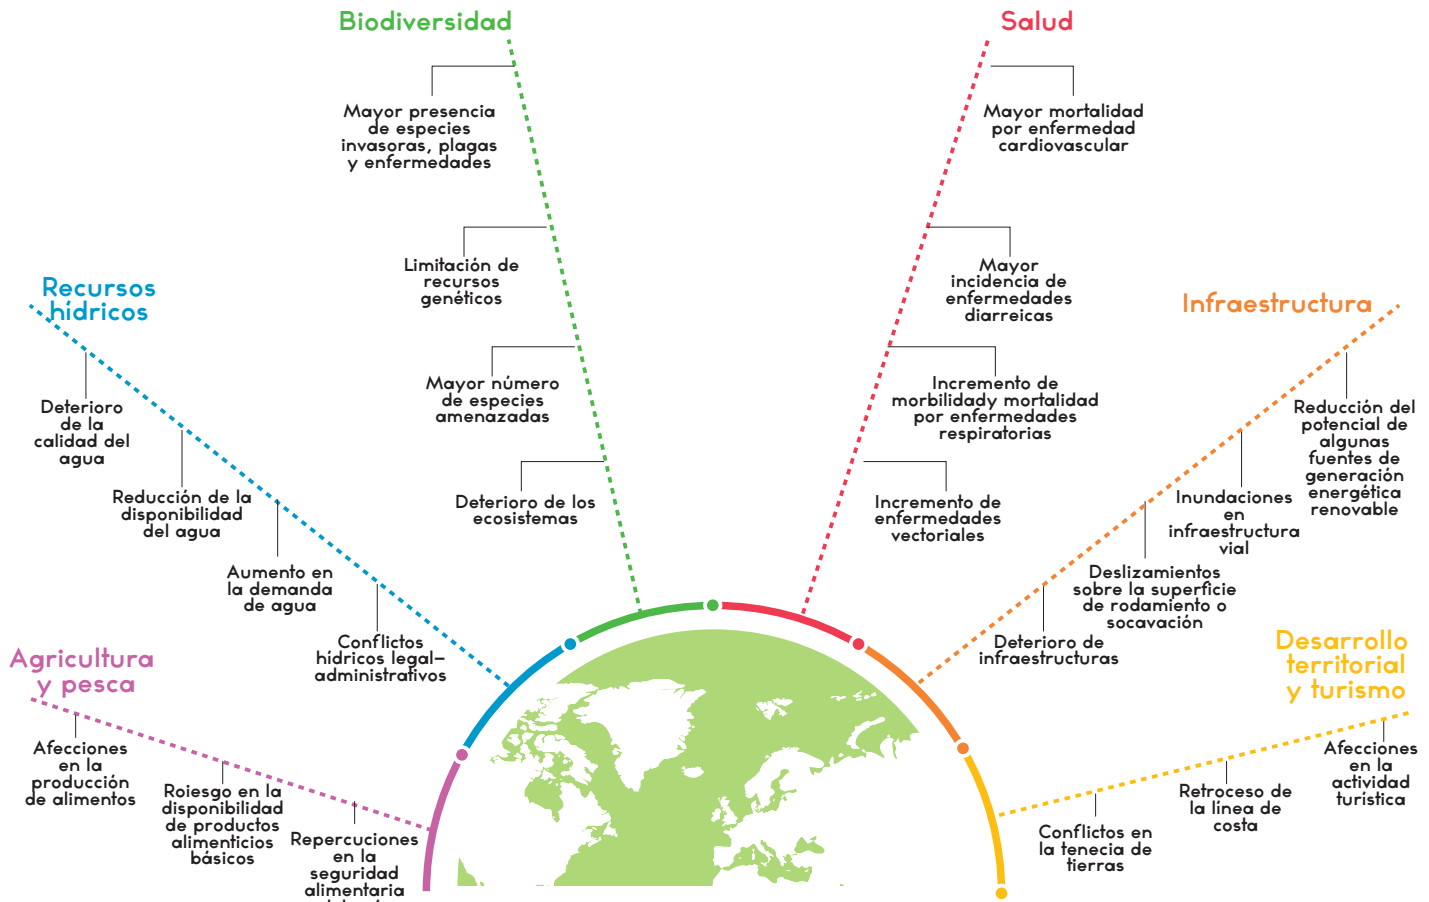 Biodiversidad
Mayor presencia
de especies
invasoras, plagas
y enfermedades
Limitación de
recursos
genéticos
Mayor número
de especies
amenazadas
Deterioro de los
ecosistemas
Salud
Mayor mortalidad
por enfermedad
cardiovascular
Mayor
incidencia de
enfermedades
diarreicas
Incremento de
morbilidady mortalidad
por enfermedades
respiratorias
Incremento de
enfermedades
vectoriales
Recursos
hídricos
Deterioro
de la
calidad del
agua
Reducción de la
disponibilidad
del agua
Aumento en
la demanda
de agua
Conflictos
hídricos legal-
administrativos
Infraestructura
Reducción del
potencial de
algunas
fuentes de
generación
energética
renovable
Inundaciones
en
infraestructura
vial
Deslizamientos
sobre la superficie
de rodamiento o
socavación
Deterioro de
infraestructuras
Agricultura
y pesca
Afecciones
en la
producción
de alimentos
Roiesgo en la
disponibilidad
de productos
alimenticios
básicos
Repercuciones
en la
seguridad
alimentaria
Desarrollo
territorial
y turismo
Afecciones
en la
actividad
turística
Retroceso de
la línea de
costa
Conflictos en
la tenecia de
tierras